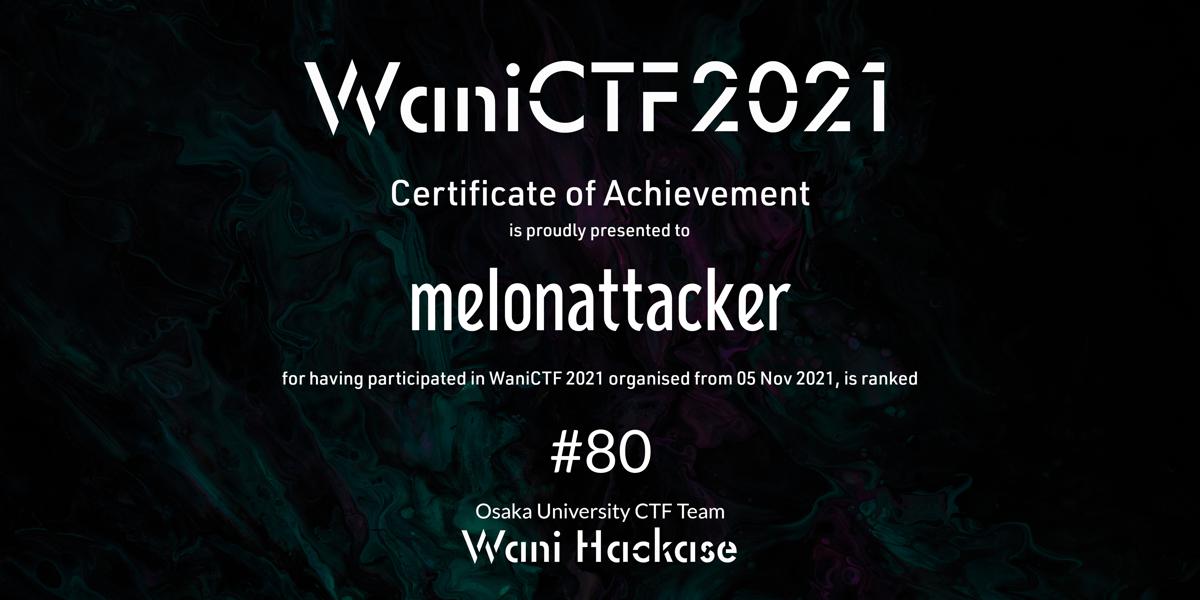 WaniCTF2021
Certificate of Achievement
is proudly presented to
melonattacker
for having participated in WaniCTF 2021 organised from 05 Nov 2021, is ranked
#80
Osaka University CTF Team
Wani Hackase